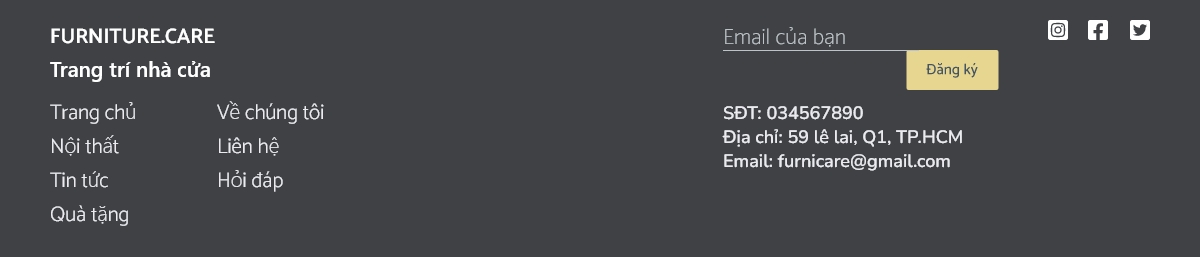 FURNITURE.CARE
Trang trí nhà cửa
Trang chủ
Nội thất
Tin tức
Quà tặng
Về chúng tôi
Liên hệ
Hỏi đáp
Email của bạn
Đăng ký
SĐT: 034567890
Địa chỉ: 59 lê lai, Q1, TP.HCM
Email: furnicare@gmail.com